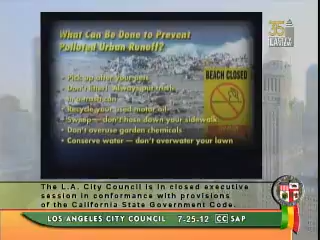 What Can Be Done to Prevent
Polluted Urban Runoff?
• Pick up after your pets
• Don't litter! Always put trash
in a trash can
• Recycle your used motor oil
• Sweep – don't hose down your sidewalks
• Don't overuse garden chemicals
• Conserve water – don't overwater your lawn
BEACH CLOSED
35
The L.A. City Council is in closed executive
session in conformance with provisions
of the California State Government Code.
LOS ANGELES CITY COUNCIL 7-25-12 CC SAP